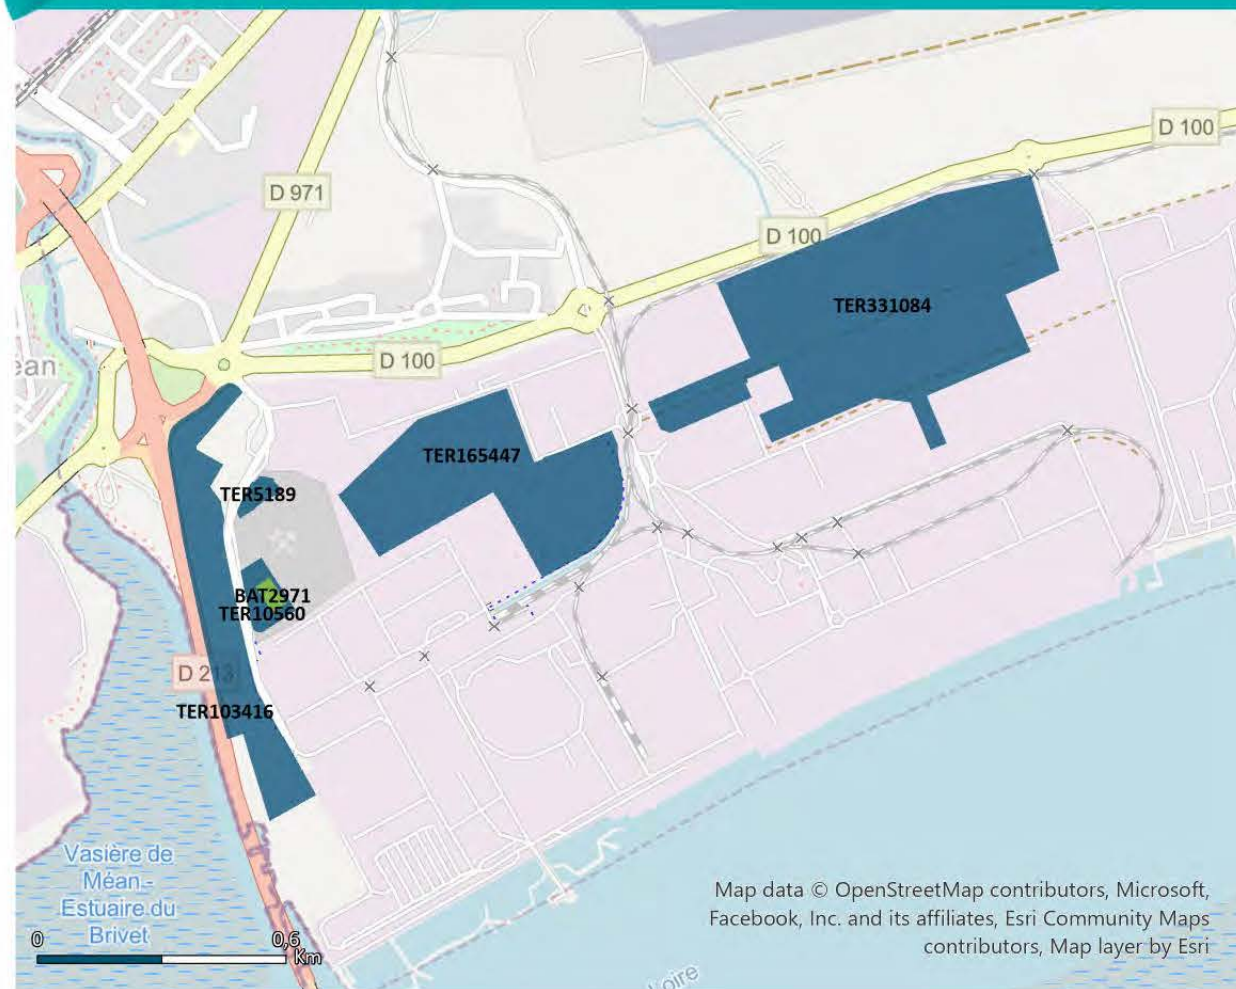 D 100
D 971
D 100
TER331084
ean
D 100
TER165447
TER5189
BAT2971
TER10560
D 213
TER103416
Vasière de
Méan -
Estuaire du
Brivet
0 0,6
Km
Map data © OpenStreetMap contributors, Microsoft,
Facebook, Inc. and its affiliates, Esri Community Maps
contributors, Map layer by Esri
Loire